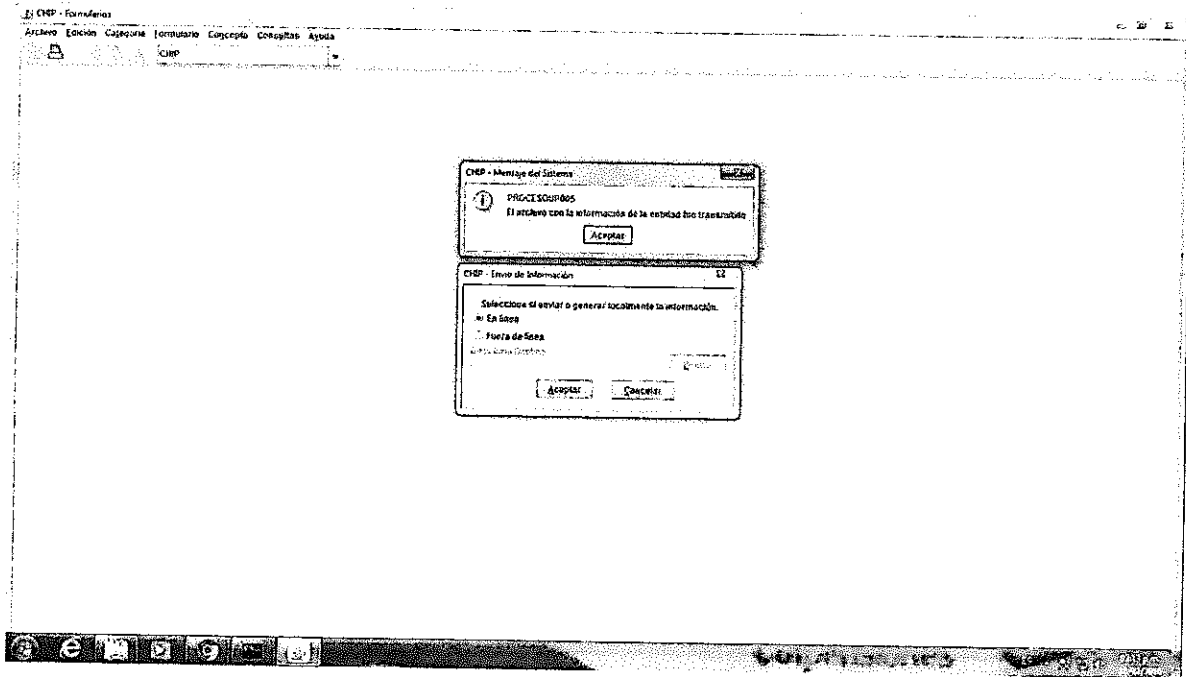 CHIP - Formularios
Archivo Edición Categoría Formulario Concepto Consultas Ayuda
CHIP
CHIP - Mensaje del Sistema
PROCESOUP005
El archivo con la información de la entidad fue transmitido
Aceptar
CHIP - Envío de Información
Seleccione si enviar o generar localmente la información.
En línea
Fuera de línea
Aceptar Cancelar